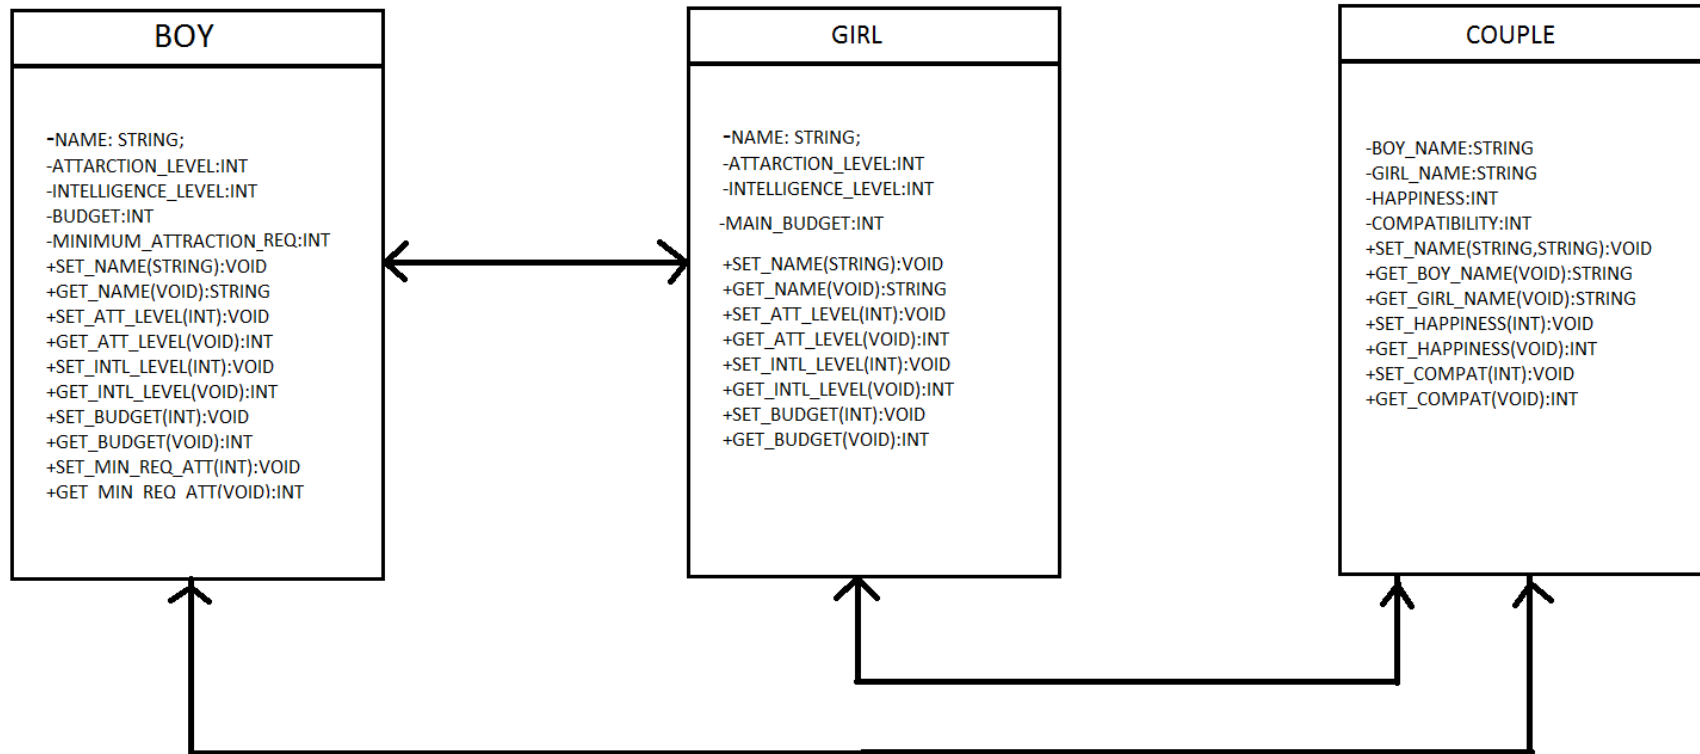 BOY
-NAME: STRING;
-ATTARCTION_LEVEL:INT
-INTELLIGENCE_LEVEL:INT
-BUDGET:INT
-MINIMUM_ATTRACTION_REQ:INT
+SET_NAME(STRING):VOID
+GET_NAME(VOID):STRING
+SET_ATT_LEVEL(INT):VOID
+GET_ATT_LEVEL(VOID):INT
+SET_INTL_LEVEL(INT):VOID
+GET_INTL_LEVEL(VOID):INT
+SET_BUDGET(INT):VOID
+GET_BUDGET(VOID):INT
+SET_MIN_REQ_ATT(INT):VOID
+GET_MIN_REQ_ATT(VOID):INT
GIRL
-NAME: STRING;
-ATTARCTION_LEVEL:INT
-INTELLIGENCE_LEVEL:INT
-MAIN_BUDGET:INT
+SET_NAME(STRING):VOID
+GET_NAME(VOID):STRING
+SET_ATT_LEVEL(INT):VOID
+GET_ATT_LEVEL(VOID):INT
+SET_INTL_LEVEL(INT):VOID
+GET_INTL_LEVEL(VOID):INT
+SET_BUDGET(INT):VOID
+GET_BUDGET(VOID):INT
COUPLE
-BOY_NAME:STRING
-GIRL_NAME:STRING
-HAPPINESS:INT
-COMPATIBILITY:INT
+SET_NAME(STRING,STRING):VOID
+GET_BOY_NAME(VOID):STRING
+GET_GIRL_NAME(VOID):STRING
+SET_HAPPINESS(INT):VOID
+GET_HAPPINESS(VOID):INT
+SET_COMPAT(INT):VOID
+GET_COMPAT(VOID):INT